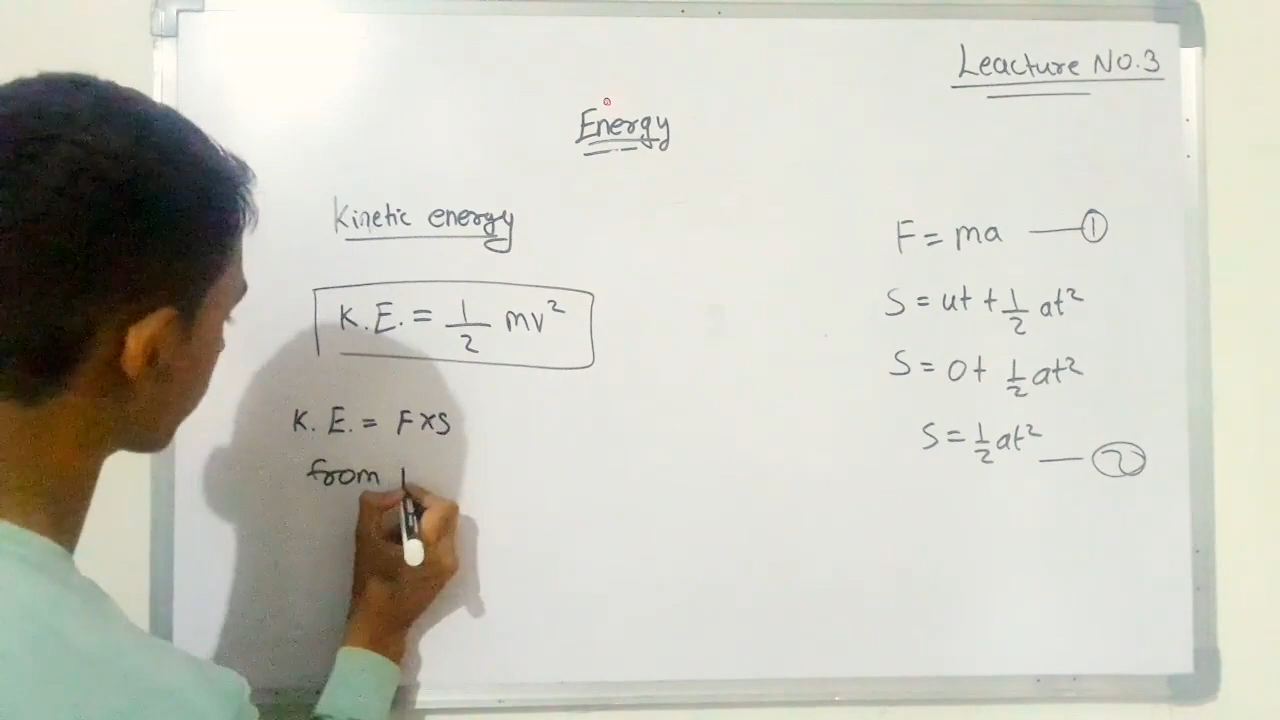 Leacture No.3
Energy
Kinetic energy
K.E. = 1/2 mv²
K.E. = F×S
from
F = ma —①
S = ut + 1/2 at²
S = 0 + 1/2 at²
S = 1/2 at² —②